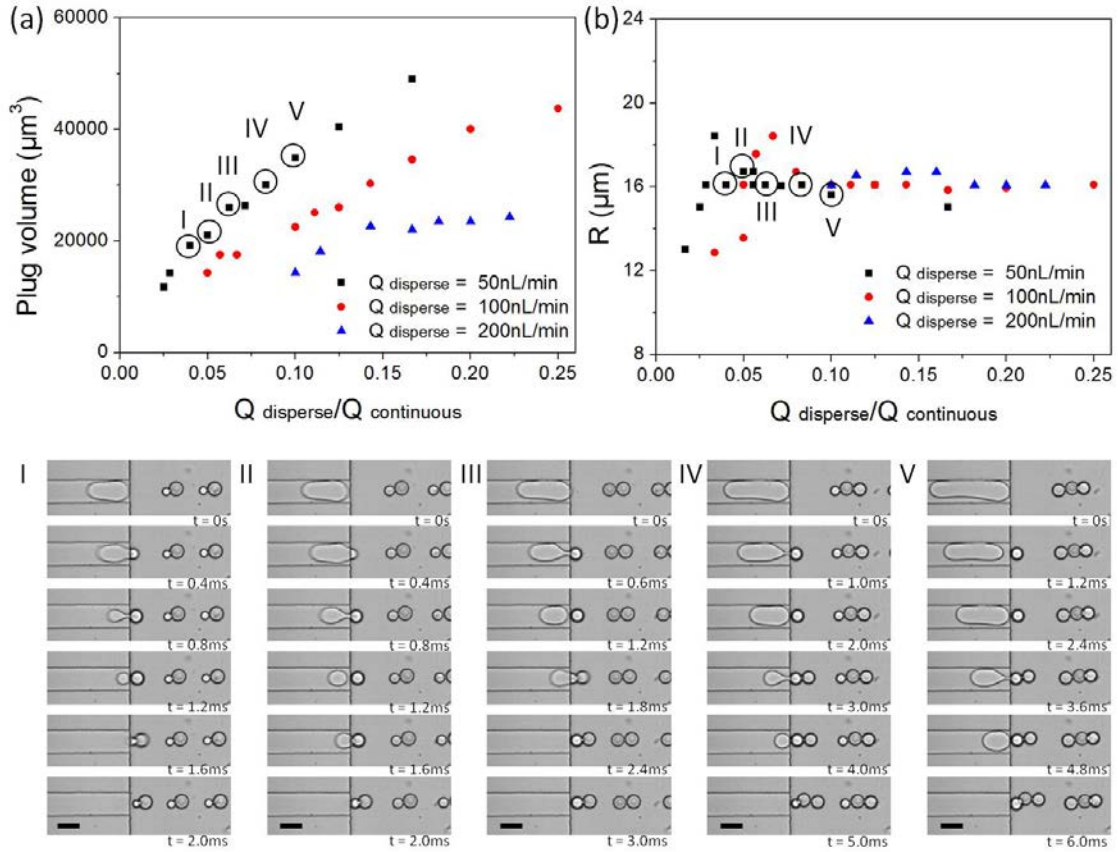 (a)
60000
40000
20000
0
Plug volume (µm³)
I
II
III
IV
V
Q disperse = 50nL/min
Q disperse = 100nL/min
Q disperse = 200nL/min
0.00 0.05 0.10 0.15 0.20 0.25
Q disperse/Q continuous
(b)
24
20
16
12
8
R (µm)
I
II
III
IV
V
Q disperse = 50nL/min
Q disperse = 100nL/min
Q disperse = 200nL/min
0.00 0.05 0.10 0.15 0.20 0.25
Q disperse/Q continuous
I
t = 0s
t = 0.4ms
t = 0.8ms
t = 1.2ms
t = 1.6ms
t = 2.0ms
II
t = 0s
t = 0.4ms
t = 0.8ms
t = 1.2ms
t = 1.6ms
t = 2.0ms
III
t = 0s
t = 0.6ms
t = 1.2ms
t = 1.8ms
t = 2.4ms
t = 3.0ms
IV
t = 0s
t = 1.0ms
t = 2.0ms
t = 3.0ms
t = 4.0ms
t = 5.0ms
V
t = 0s
t = 1.2ms
t = 2.4ms
t = 3.6ms
t = 4.8ms
t = 6.0ms